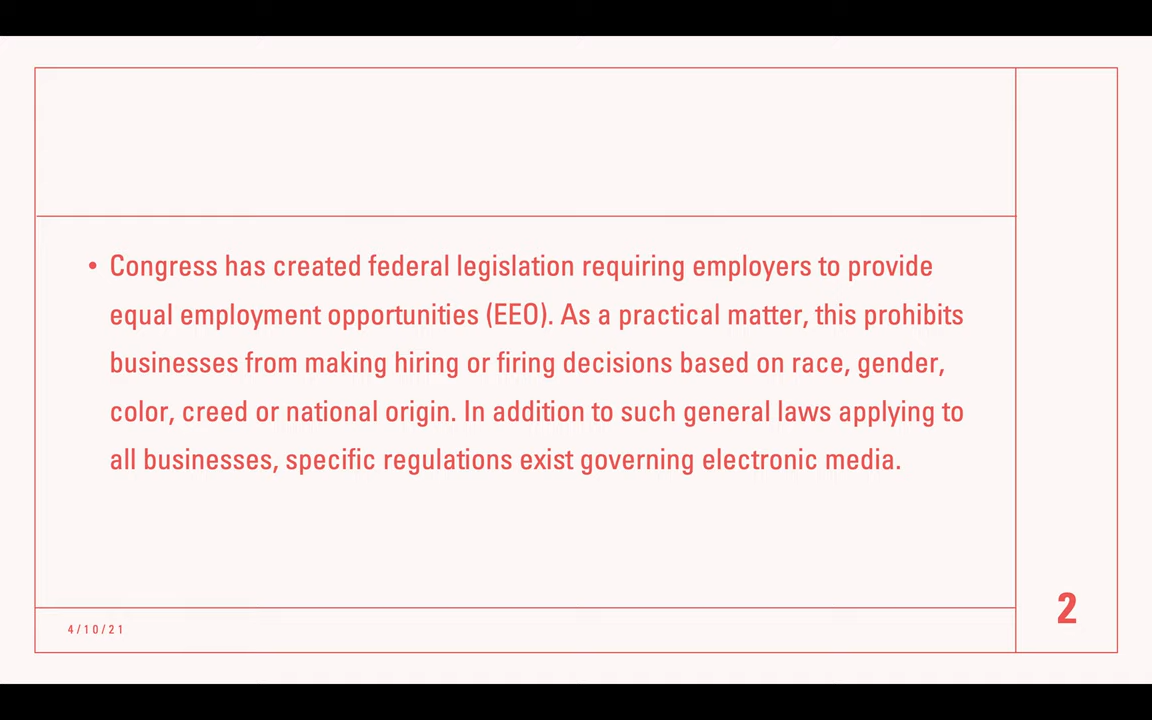 • Congress has created federal legislation requiring employers to provide
equal employment opportunities (EEO). As a practical matter, this prohibits
businesses from making hiring or firing decisions based on race, gender,
color, creed or national origin. In addition to such general laws applying to
all businesses, specific regulations exist governing electronic media.
4/10/21
2